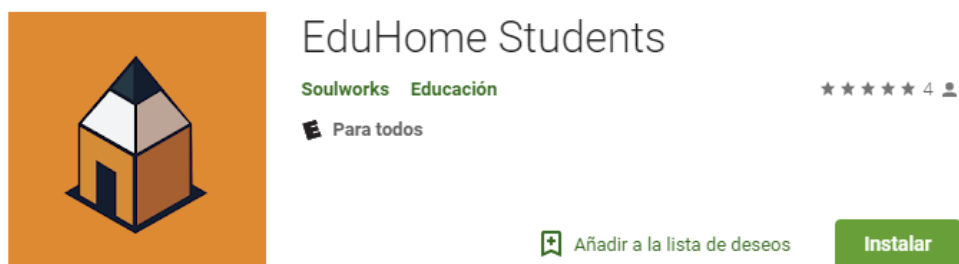 EduHome Students
Soulworks Educación
4
E Para todos
Añadir a la lista de deseos
Instalar